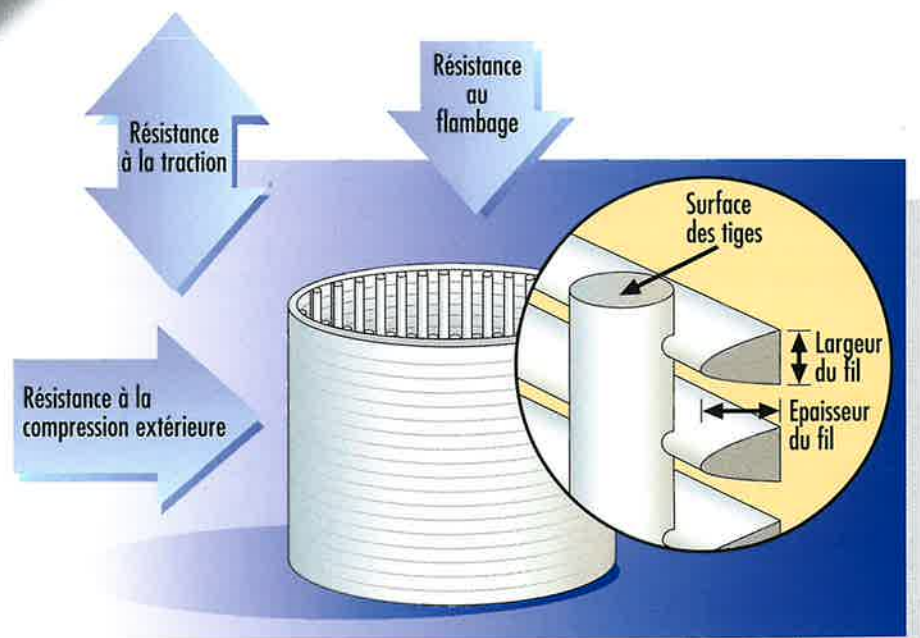 Résistance
à la traction
Résistance
au
flambage
Résistance à la
compression extérieure
Surface
des tiges
Largeur
du fil
Epaisseur
du fil